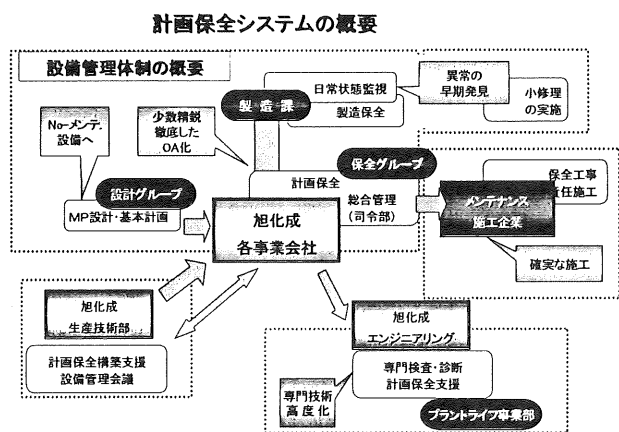 計画保全システムの概要
設備管理体制の概要
日常状態監視
製造課
製造保全
異常の
早期発見
小修理
の実施
No-メンテ.
設備へ
少数精鋭
徹底した
OA化
保全グループ
計画保全
総合管理
(司令部)
設計グループ
MP設計・基本計画
旭化成
各事業会社
保全工事
責任施工
メンテナンス
施工企業
確実な施工
旭化成
生産技術部
計画保全構築支援
設備管理会議
旭化成
エンジニアリング
専門検査・診断
計画保全支援
専門技術
高度化
プラントライフ事業部